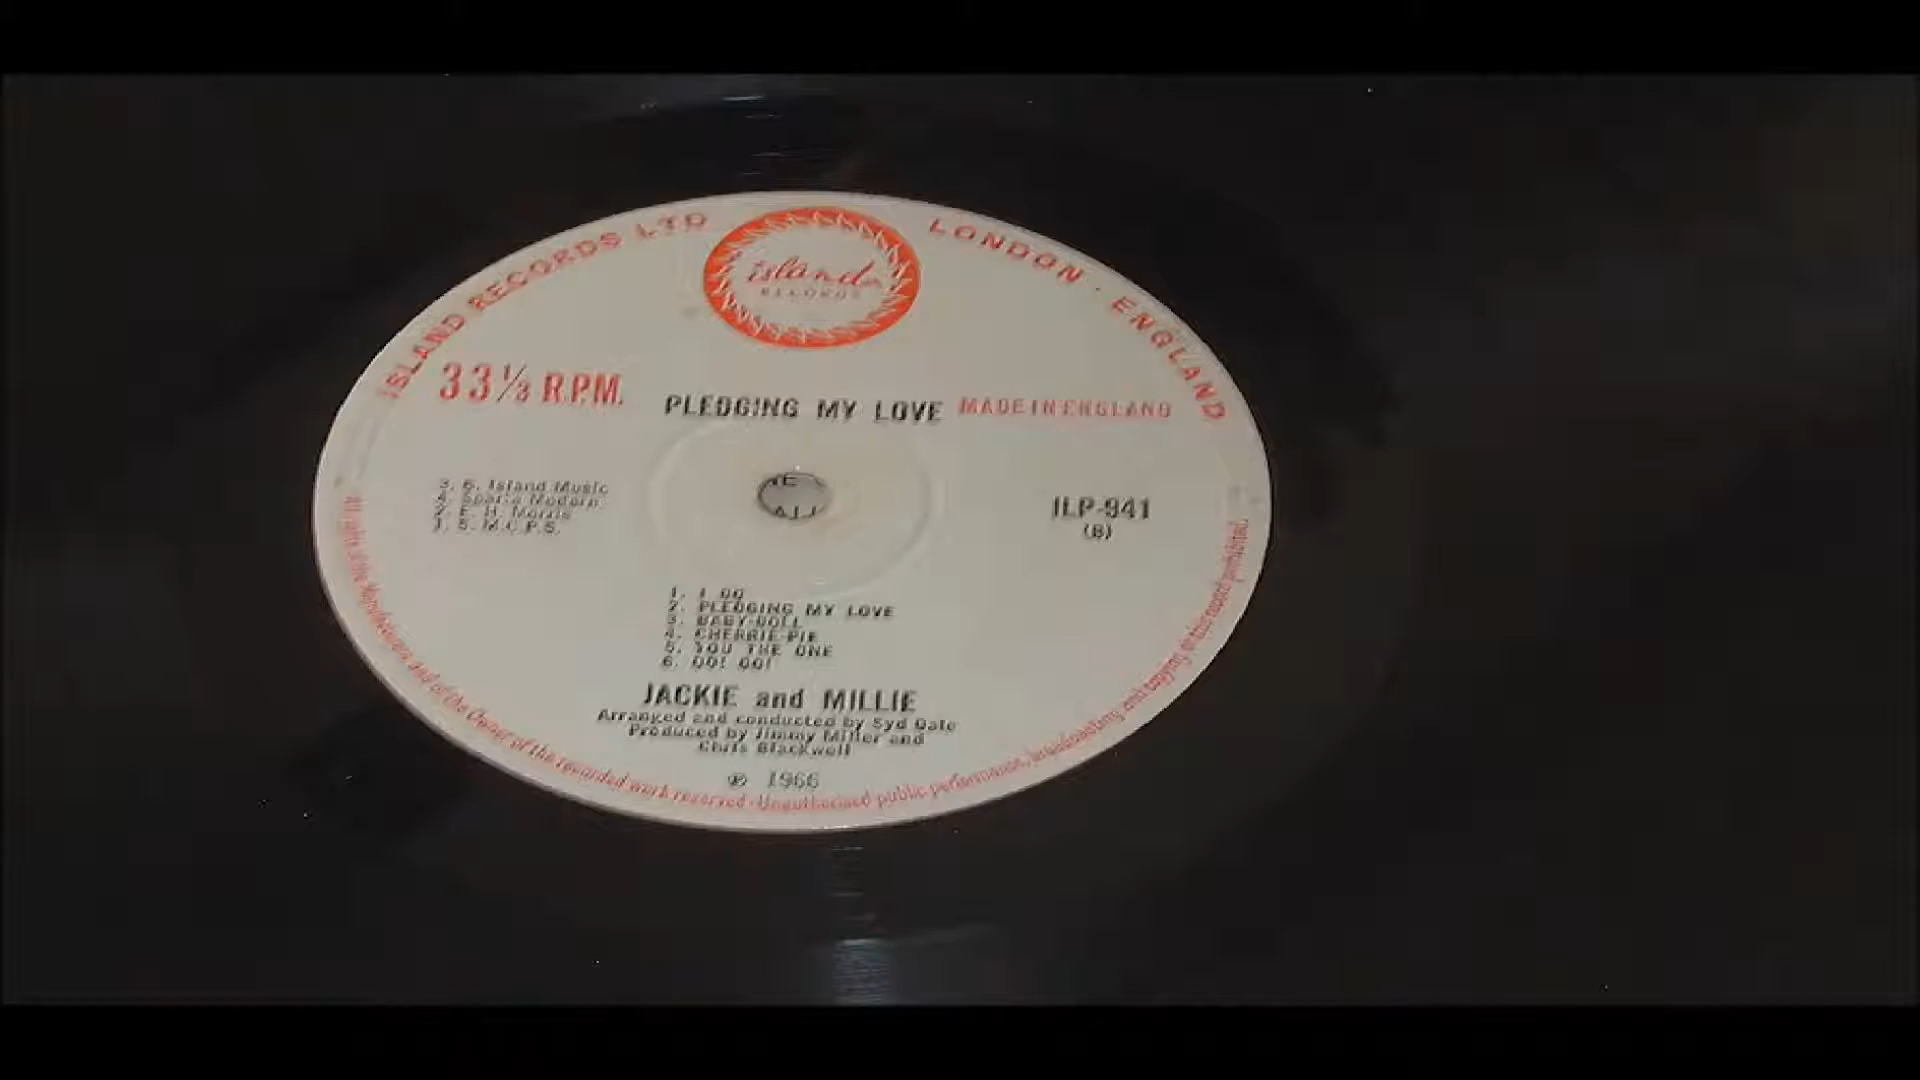 ISLAND RECORDS LTD
LONDON · ENGLAND
island
RECORDS
33⅓ R.P.M.
PLEDGING MY LOVE
MADE IN ENGLAND
3. 6. Island Music
4. Sparta Modern
2. E. H. Morris
1. 5. M.C.P.S.
ILP-941
(B)
1. I DO
2. PLEDGING MY LOVE
3. BABY-DOLL
4. CHERRIE-PIE
5. YOU THE ONE
6. OO! OO!
JACKIE and MILLIE
Arranged and conducted by Syd Dale
Produced by Jimmy Miller and
Chris Blackwell
℗ 1966
All rights of the Manufacturers and of the Owner of the recorded work reserved · Unauthorised public performance, broadcasting and copying of this record prohibited.